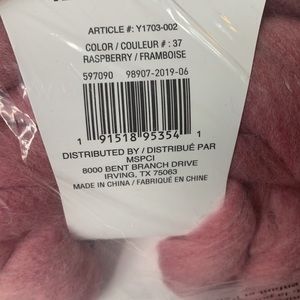 ARTICLE #: Y1703-002
COLOR / COULEUR # : 37
RASPBERRY / FRAMBOISE
597090 98907-2019-06
1 91518 95354 1
DISTRIBUTED BY / DISTRIBUÉ PAR
MSPCI
8000 BENT BRANCH DRIVE
IRVING, TX 75063
MADE IN CHINA / FABRIQUÉ EN CHINE